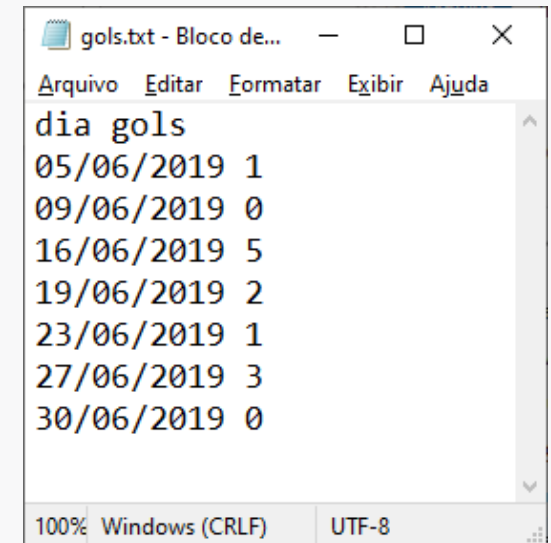 gols.txt - Bloco de...
Arquivo Editar Formatar Exibir Ajuda
dia gols
05/06/2019 1
09/06/2019 0
16/06/2019 5
19/06/2019 2
23/06/2019 1
27/06/2019 3
30/06/2019 0
100% Windows (CRLF) UTF-8